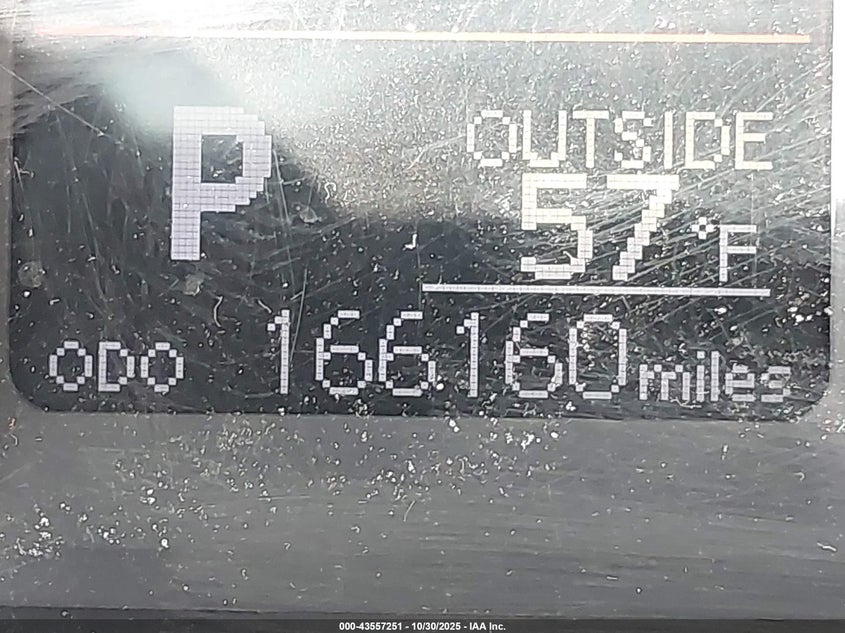 P
OUTSIDE
57°F
ODO 166160 miles
000-43557251 - 10/30/2025 - IAA Inc.